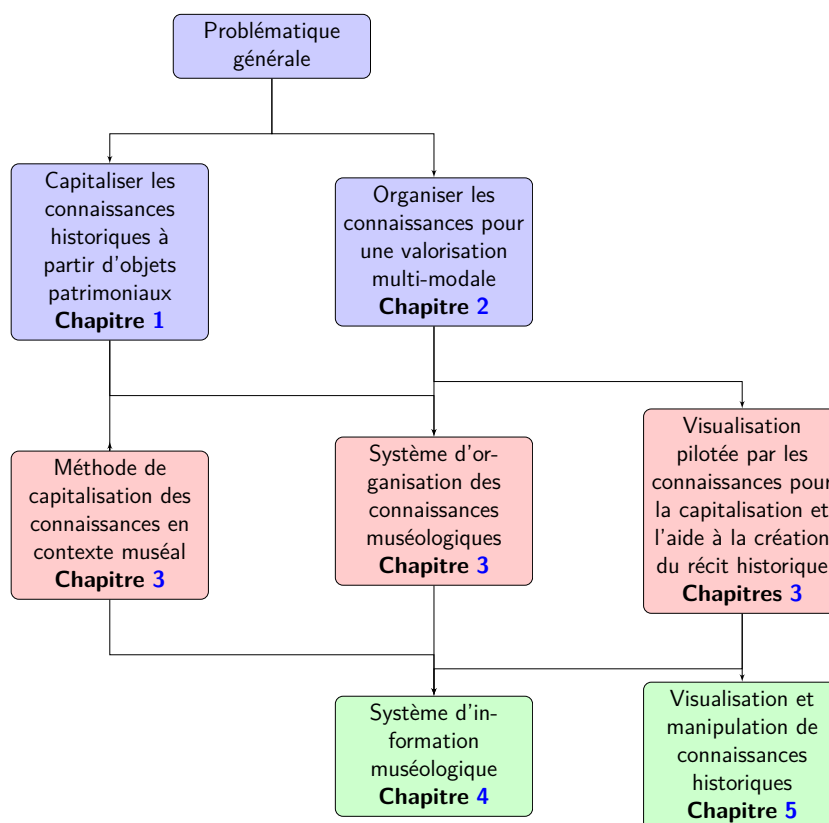 Problématique
générale
Capitaliser les
connaissances
historiques à
partir d'objets
patrimoniaux
Chapitre 1
Organiser les
connaissances pour
une valorisation
multi-modale
Chapitre 2
Méthode de
capitalisation des
connaissances en
contexte muséal
Chapitre 3
Système d'or-
ganisation des
connaissances
muséologiques
Chapitre 3
Visualisation
pilotée par les
connaissances pour
la capitalisation et
l'aide à la création
du récit historique
Chapitres 3
Système d'in-
formation
muséologique
Chapitre 4
Visualisation et
manipulation de
connaissances
historiques
Chapitre 5